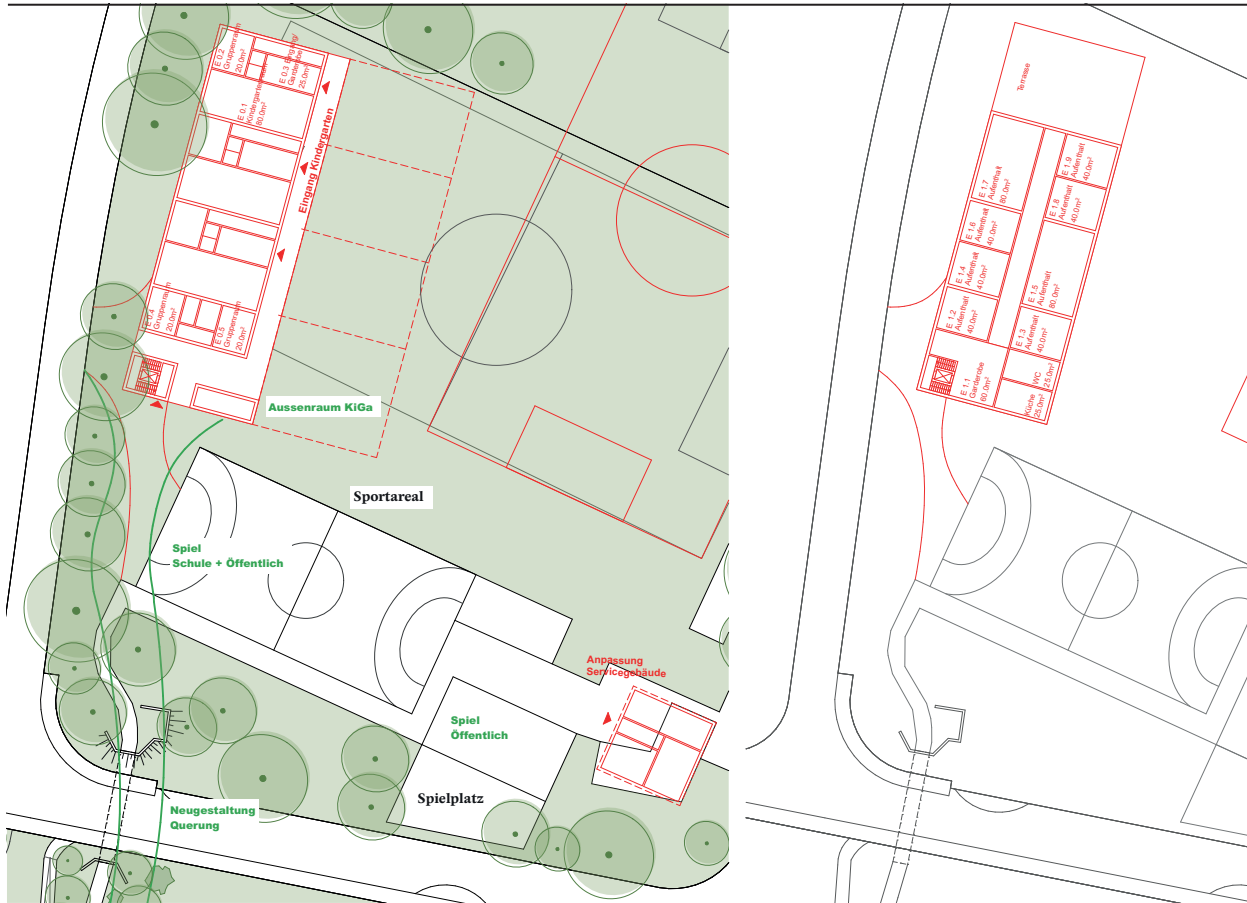 E 0.2
Gruppenraum
20.0m²
E 0.3 Eingang/
Garderobe
25.0m²
E 0.1
Kindergartenraum
80.0m²
Eingang Kindergarten
E 0.4
Gruppenraum
20.0m²
E 0.5
Gruppenraum
20.0m²
Aussenraum KiGa
Sportareal
Spiel
Schule + Öffentlich
Anpassung
Servicegebäude
Spiel
Öffentlich
Spielplatz
Neugestaltung
Querung
Terrasse
E 1.7
Aufenthalt
80.0m²
E 1.9
Aufenthalt
40.0m²
E 1.8
Aufenthalt
40.0m²
E 1.6
Aufenthalt
40.0m²
E 1.4
Aufenthalt
40.0m²
E 1.5
Aufenthalt
80.0m²
E 1.2
Aufenthalt
40.0m²
E 1.3
Aufenthalt
40.0m²
E 1.1
Garderobe
60.0m²
WC
25.0m²
Küche
25.0m²